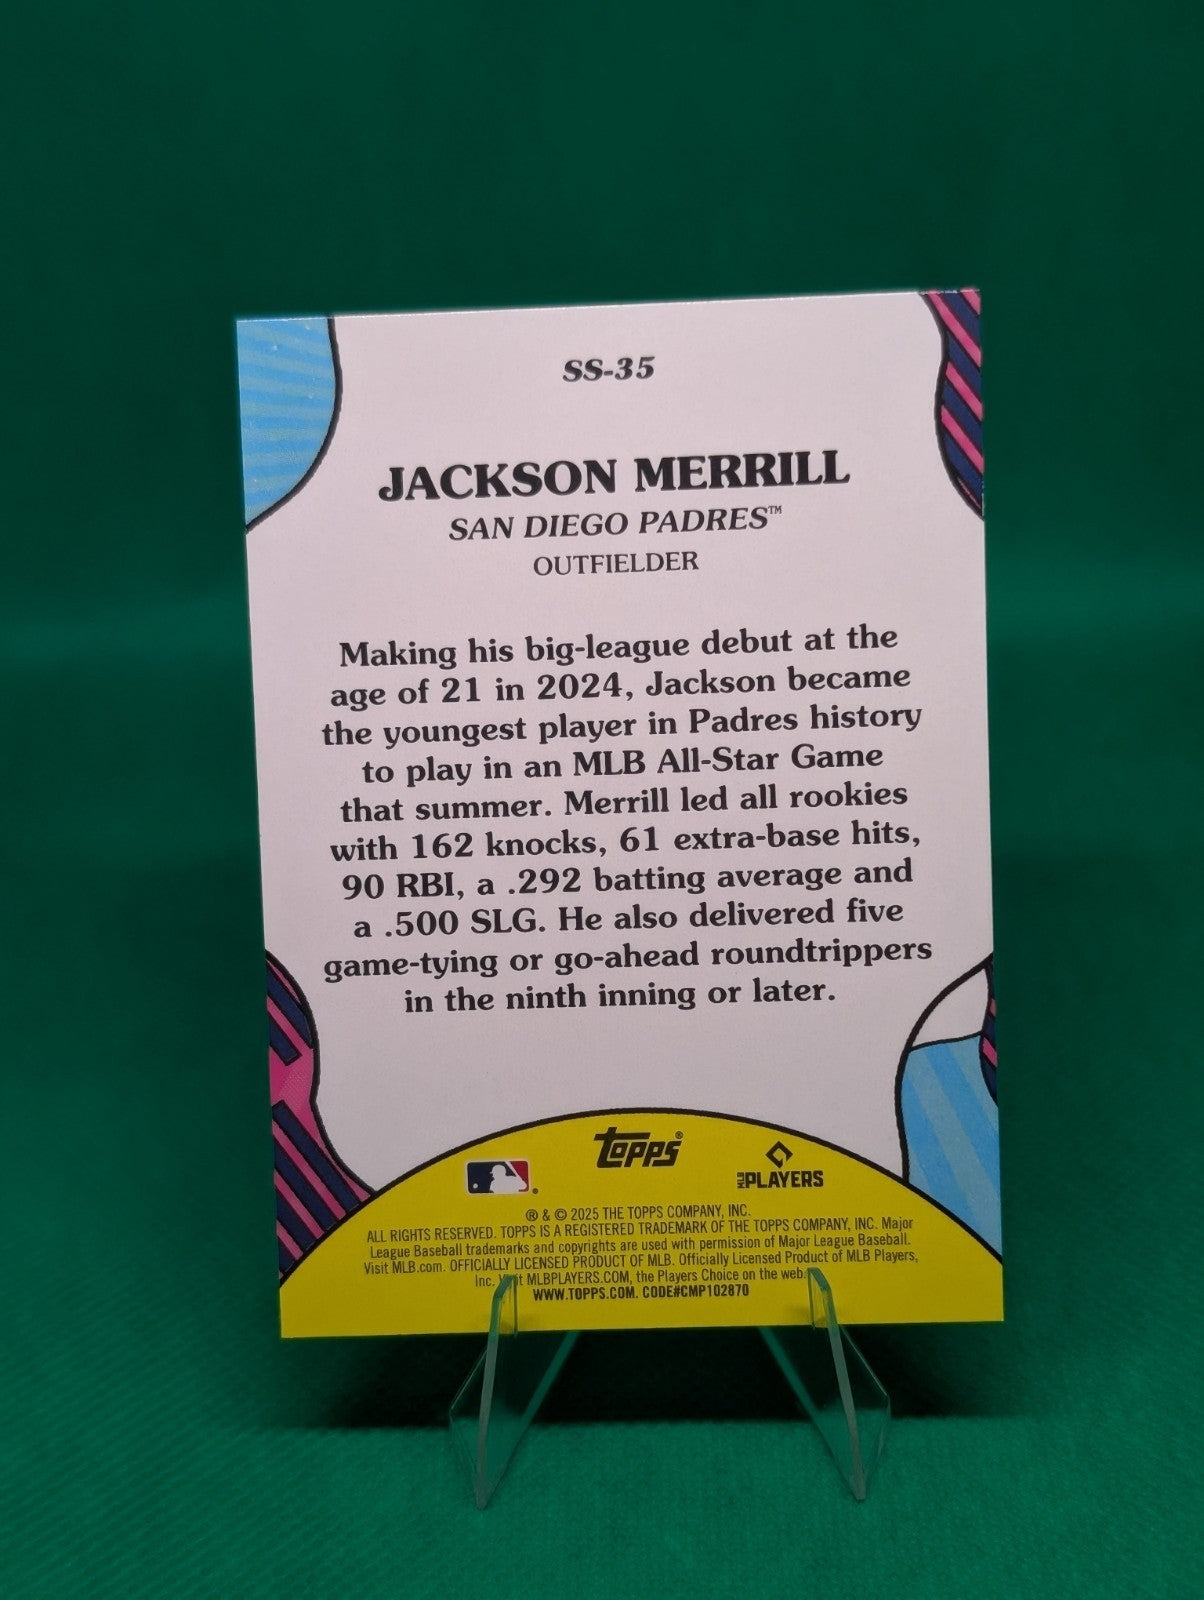 SS-35
JACKSON MERRILL
SAN DIEGO PADRES™
OUTFIELDER
Making his big-league debut at the
age of 21 in 2024, Jackson became
the youngest player in Padres history
to play in an MLB All-Star Game
that summer. Merrill led all rookies
with 162 knocks, 61 extra-base hits,
90 RBI, a .292 batting average and
a .500 SLG. He also delivered five
game-tying or go-ahead roundtrippers
in the ninth inning or later.
topps®
MLB PLAYERS
® & © 2025 THE TOPPS COMPANY, INC.
ALL RIGHTS RESERVED. TOPPS IS A REGISTERED TRADEMARK OF THE TOPPS COMPANY, INC. Major
League Baseball trademarks and copyrights are used with permission of Major League Baseball.
Visit MLB.com. OFFICIALLY LICENSED PRODUCT OF MLB. Officially Licensed Product of MLB Players,
Inc. Visit MLBPLAYERS.COM, the Players Choice on the web.
WWW.TOPPS.COM. CODE#CMP102870